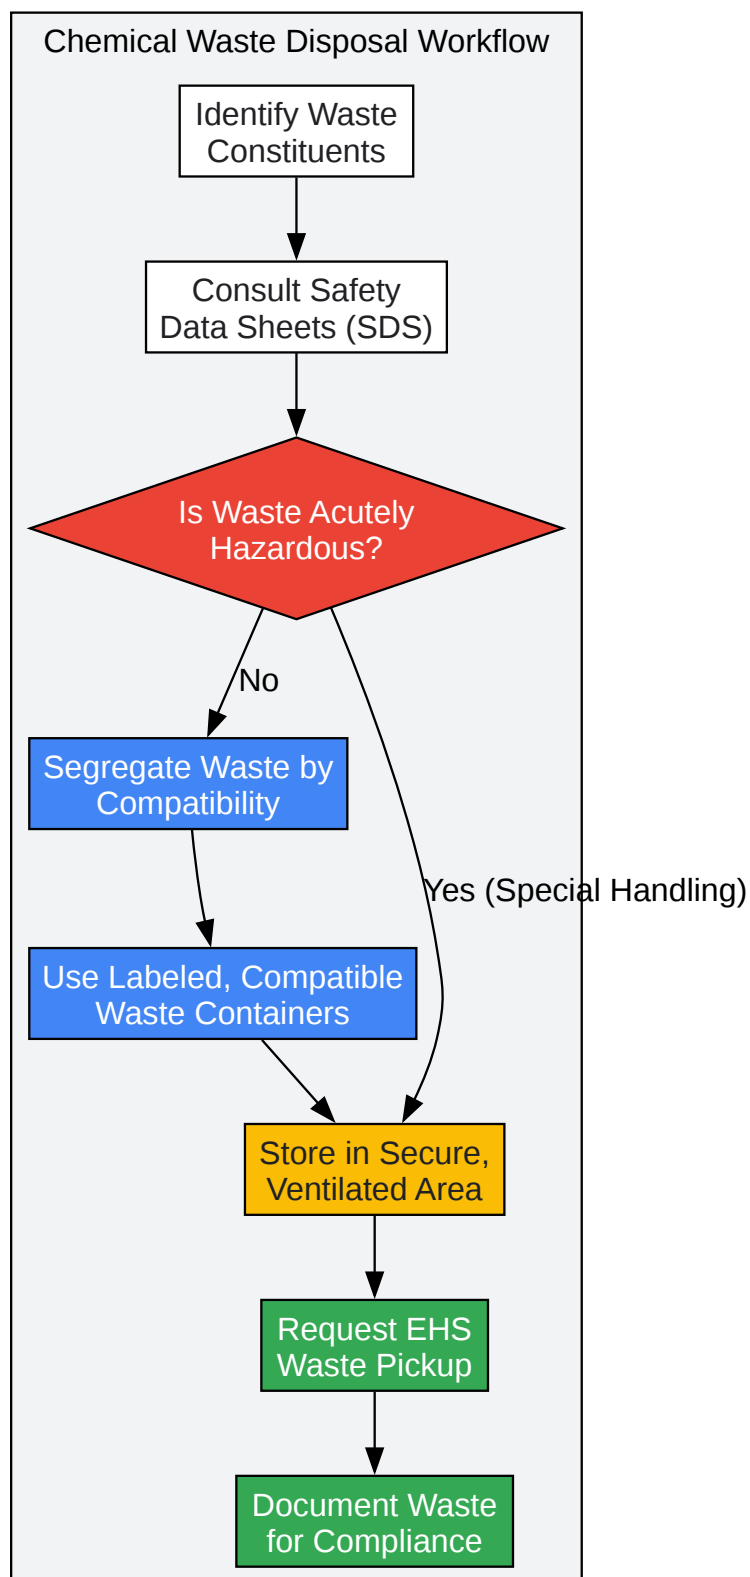 Chemical Waste Disposal Workflow
Identify Waste
Constituents
Consult Safety
Data Sheets (SDS)
Is Waste Acutely
Hazardous?
No
Segregate Waste by
Compatibility
Yes (Special Handling)
Use Labeled, Compatible
Waste Containers
Store in Secure,
Ventilated Area
Request EHS
Waste Pickup
Document Waste
for Compliance